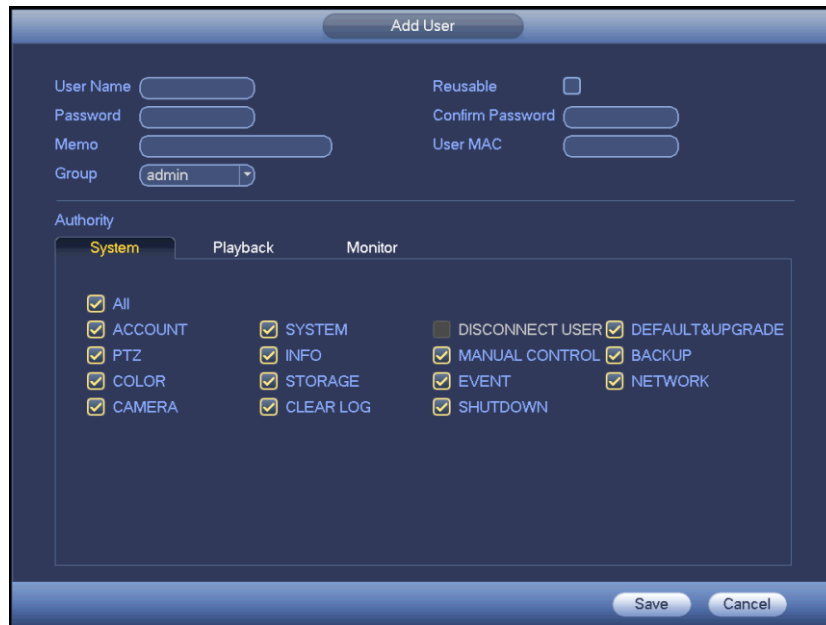 Add User
User Name
Reusable
Password
Confirm Password
Memo
User MAC
Group admin
Authority
System Playback Monitor
All
ACCOUNT SYSTEM DISCONNECT USER DEFAULT&UPGRADE
PTZ INFO MANUAL CONTROL BACKUP
COLOR STORAGE EVENT NETWORK
CAMERA CLEAR LOG SHUTDOWN
Save Cancel